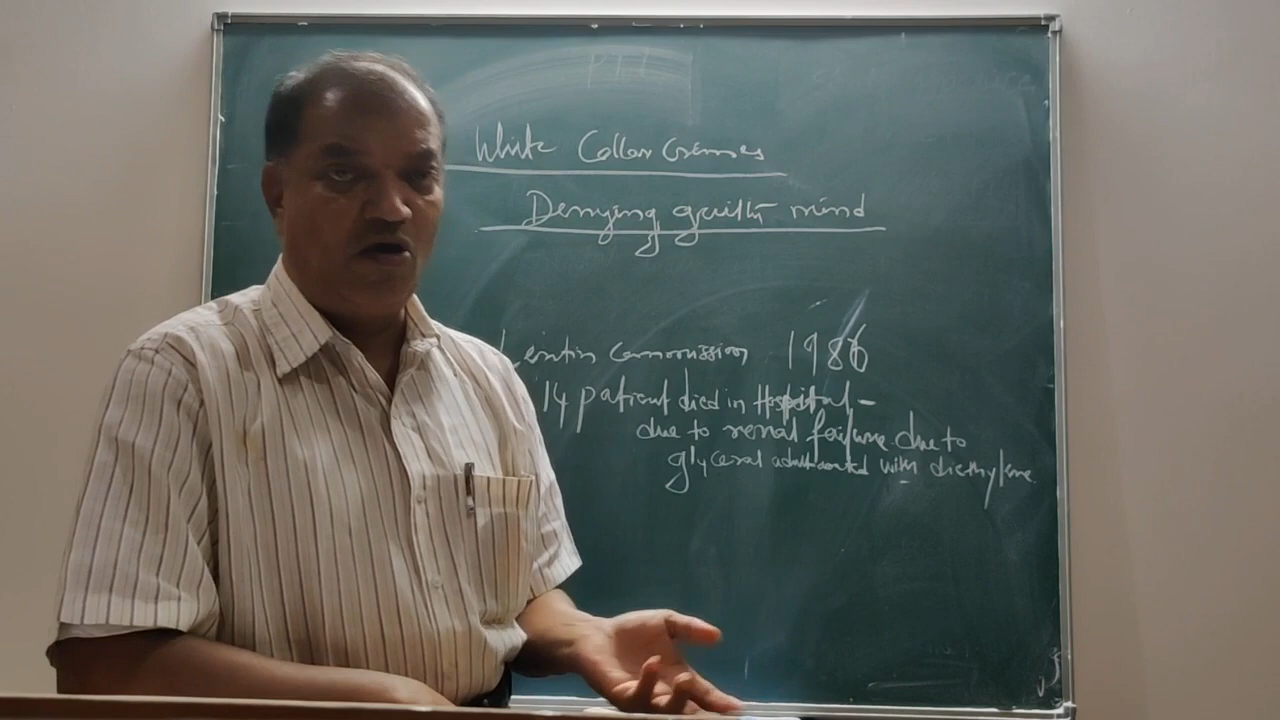 White Collar Crimes
Denying guilty mind
Lentin Commission 1986
14 patient died in Hospital -
due to renal failure due to
glycerol adulterated with diethylene